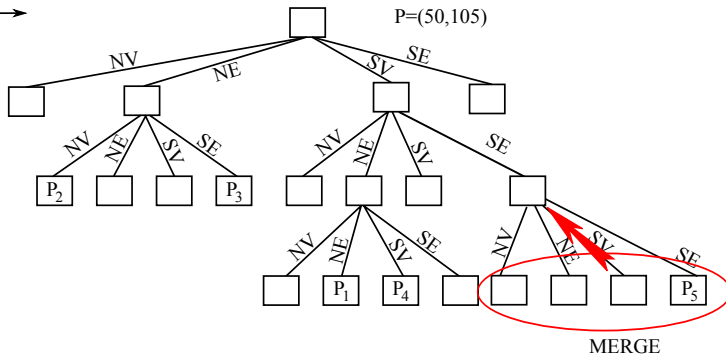 P=(50,105)
NV NE SV SE
NV NE SV SE NV NE SV SE
P2 P3
NV NE SV SE NV NE SV SE
P1 P4 P5
MERGE